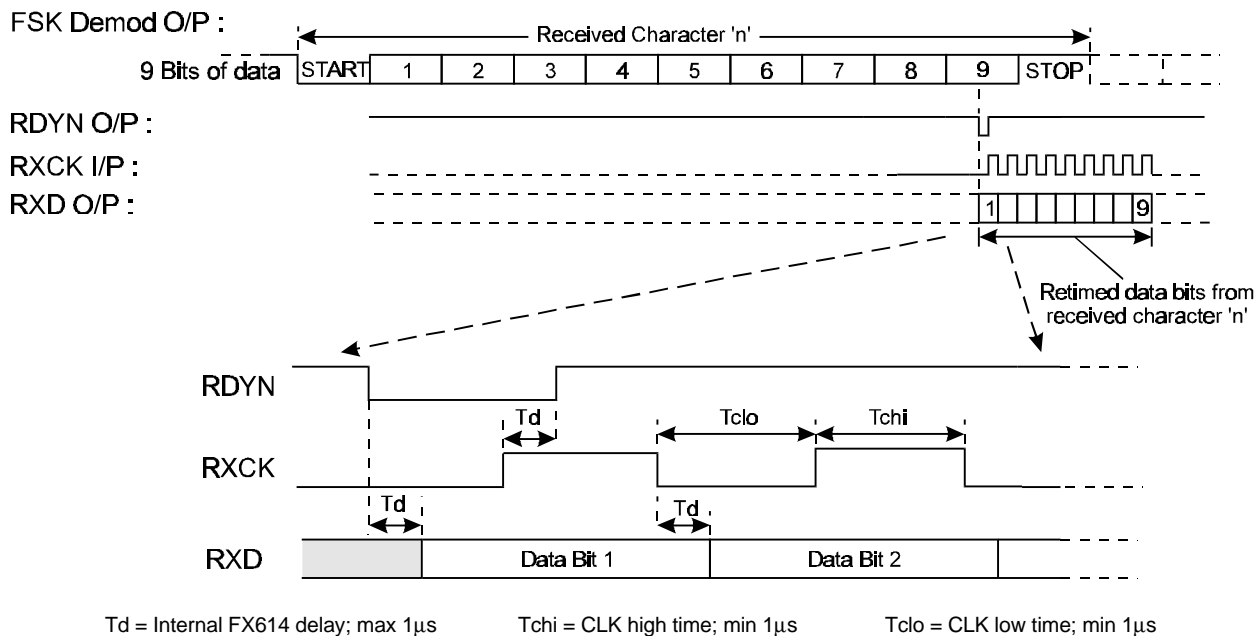 FSK Demod O/P :
Received Character 'n'
9 Bits of data START 1 2 3 4 5 6 7 8 9 STOP
RDYN O/P :
RXCK I/P :
RXD O/P : 1 9
Retimed data bits from
received character 'n'
RDYN
Td Tclo Tchi
RXCK
Td Td
RXD Data Bit 1 Data Bit 2
Td = Internal FX614 delay; max 1µs Tchi = CLK high time; min 1µs Tclo = CLK low time; min 1µs